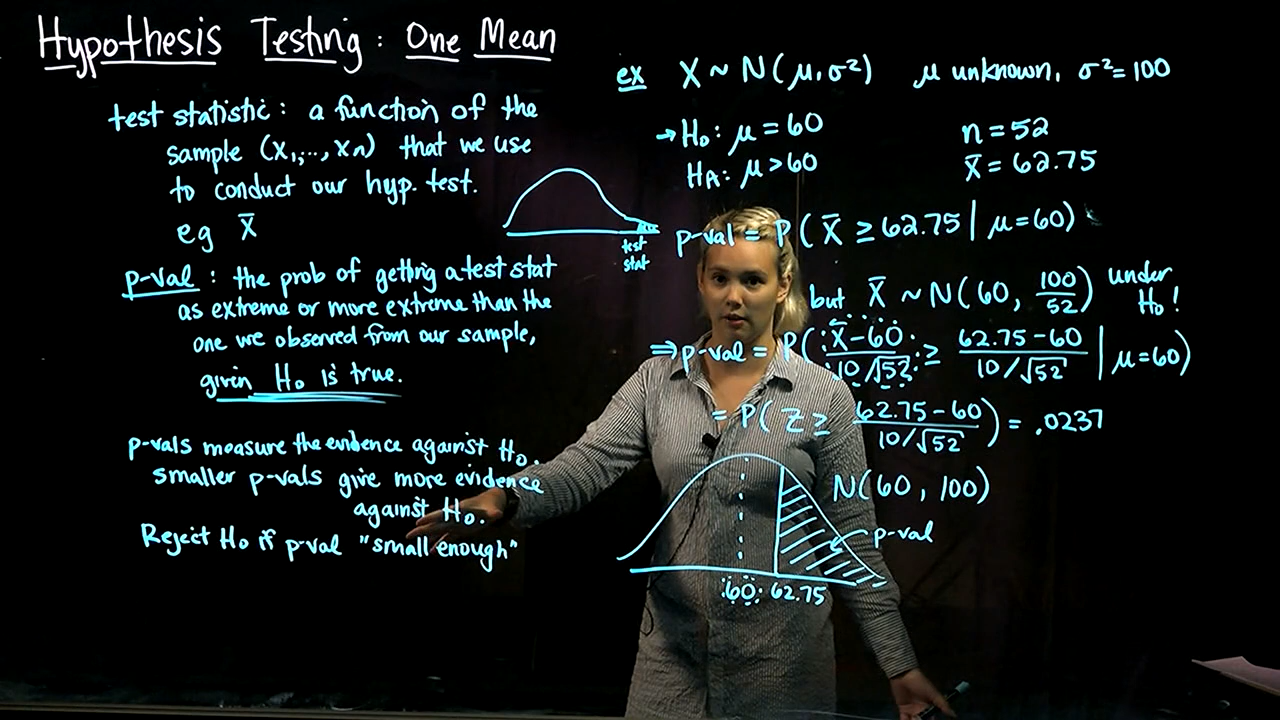 Hypothesis Testing: One Mean
test statistic: a function of the
sample (x₁,...,xₙ) that we use
to conduct our hyp. test.
eg X̄
test
stat
p-val: the prob of getting a test stat
as extreme or more extreme than the
one we observed from our sample,
given H₀ is true.
p-vals measure the evidence against H₀.
smaller p-vals give more evidence
against H₀.
Reject H₀ if p-val "small enough"
ex X ~ N(μ, σ²) μ unknown, σ² = 100
→ H₀: μ = 60 n = 52
H_A: μ > 60 x̄ = 62.75
p-val = P(X̄ ≥ 62.75 | μ = 60)
but X̄ ~ N(60, 100/52) under H₀!
⇒ p-val = P((X̄-60)/(10/√52) ≥ (62.75-60)/(10/√52) | μ = 60)
= P(Z ≥ (62.75-60)/(10/√52)) = .0237
N(60, 100)
p-val
60 62.75